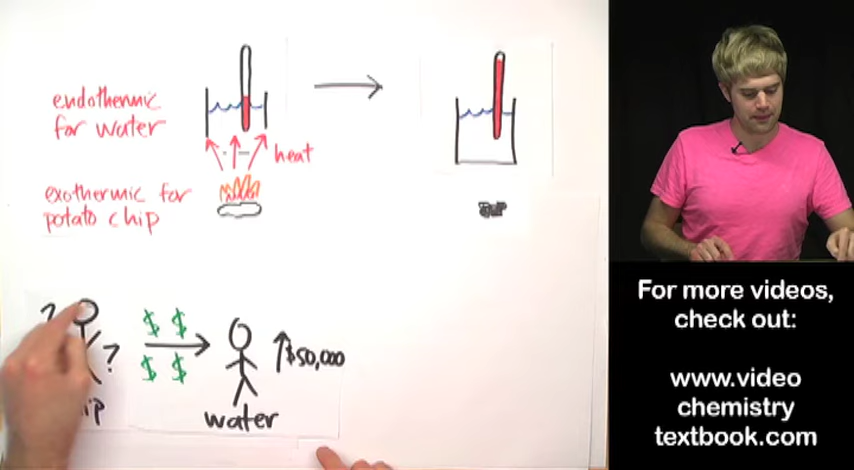 endothermic
for water
heat
exothermic for
potato chip
?
?
$ $
$ $
↑$50,000
water
For more videos,
check out:
www.video
chemistry
textbook.com